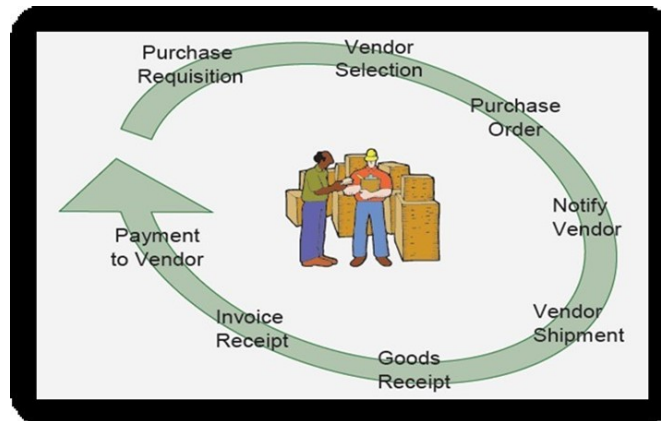 Purchase
Requisition
Vendor
Selection
Purchase
Order
Notify
Vendor
Vendor
Shipment
Goods
Receipt
Invoice
Receipt
Payment
to Vendor